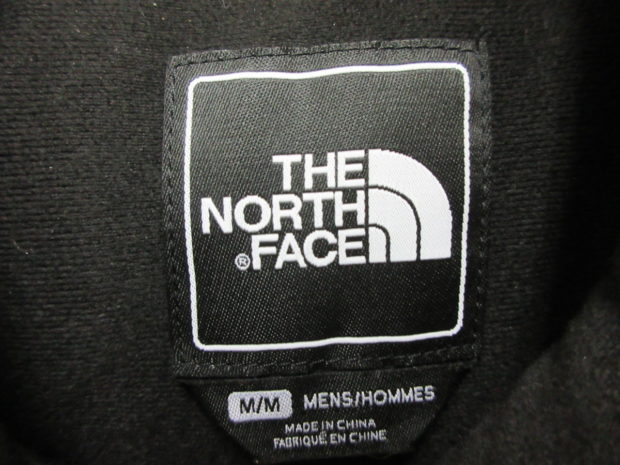 THE
NORTH
®FACE
M/M MENS/HOMMES
MADE IN CHINA
FABRIQUÉ EN CHINE